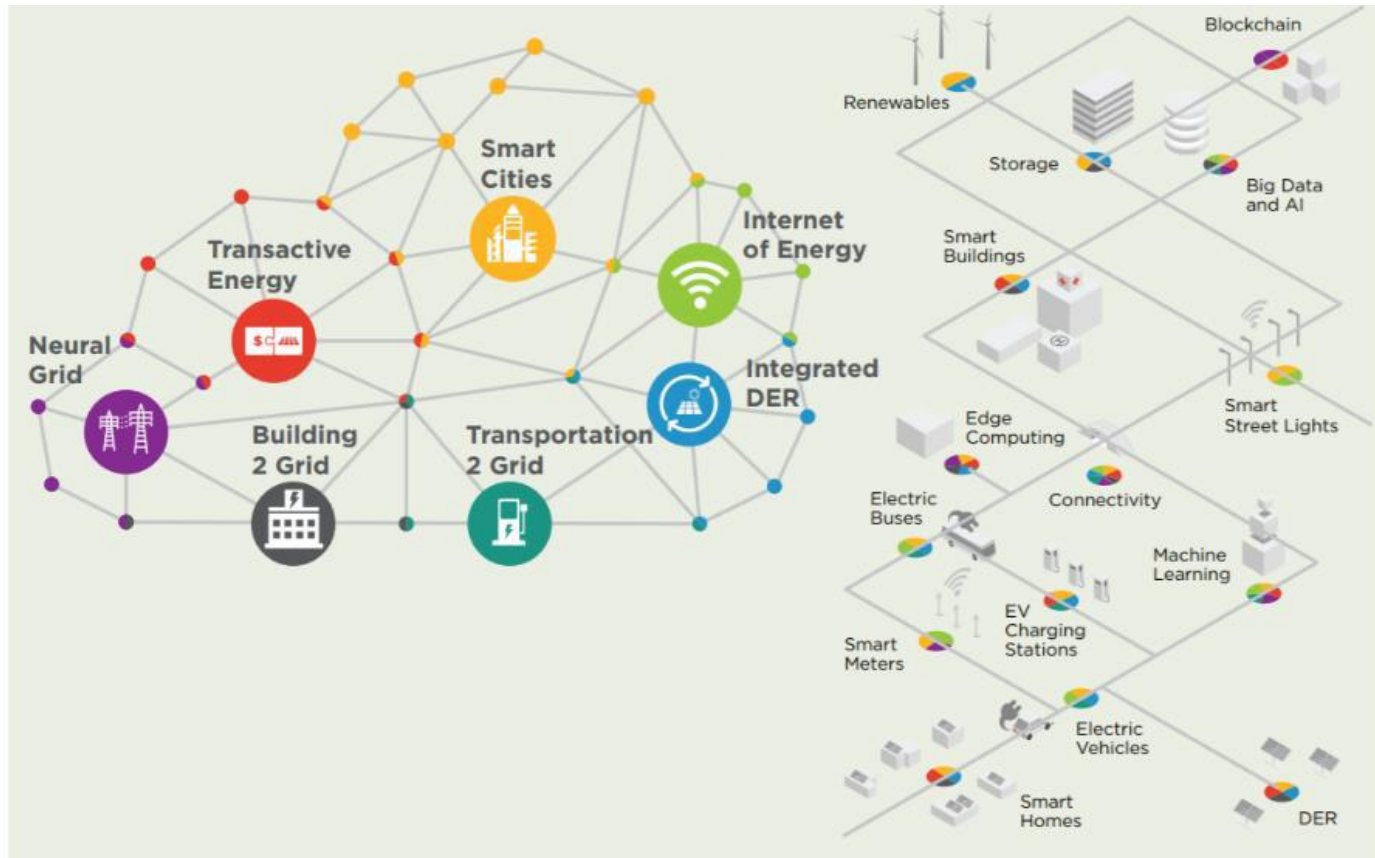 Smart
Cities
Internet
of Energy
Transactive
Energy
Neural
Grid
Integrated
DER
Building
2 Grid
Transportation
2 Grid
$
Blockchain
Renewables
Storage
Big Data
and AI
Smart
Buildings
Smart
Street Lights
Edge
Computing
Connectivity
Electric
Buses
Machine
Learning
EV
Charging
Stations
Smart
Meters
Electric
Vehicles
Smart
Homes
DER